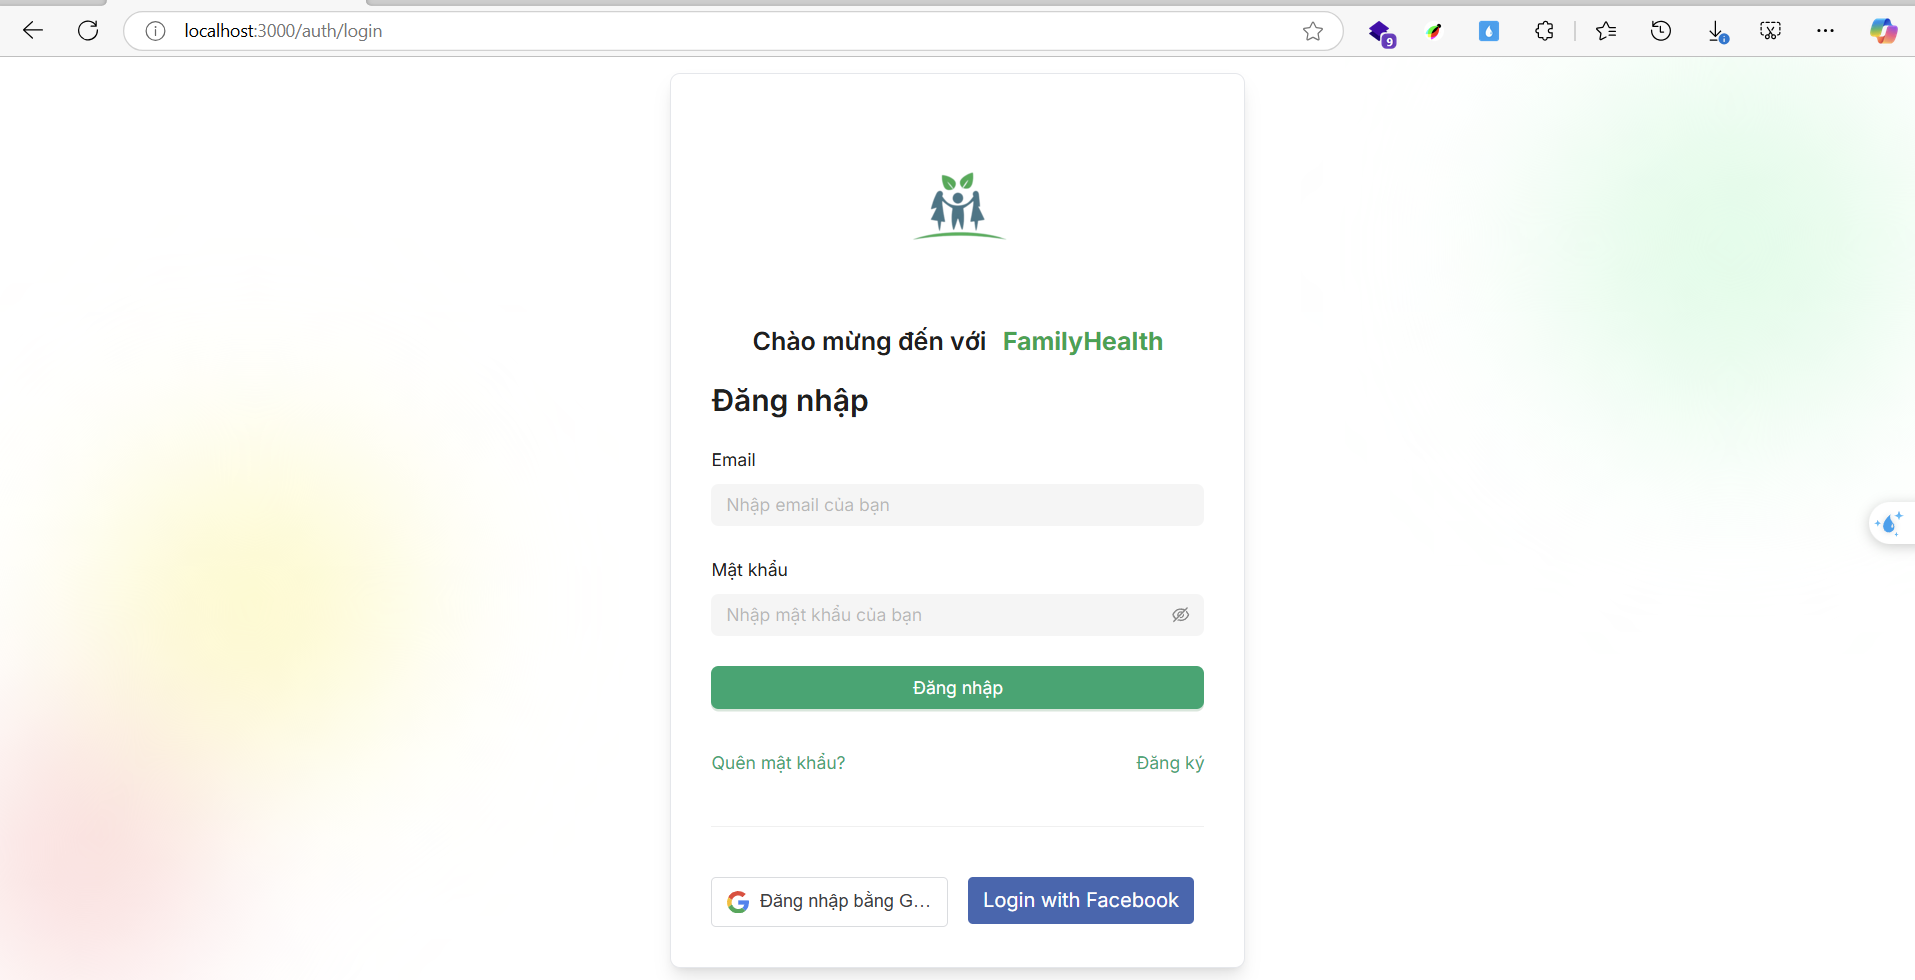 localhost:3000/auth/login
9
Chào mừng đến với FamilyHealth
Đăng nhập
Email
Nhập email của bạn
Mật khẩu
Nhập mật khẩu của bạn
Đăng nhập
Quên mật khẩu? Đăng ký
Đăng nhập bằng G... Login with Facebook